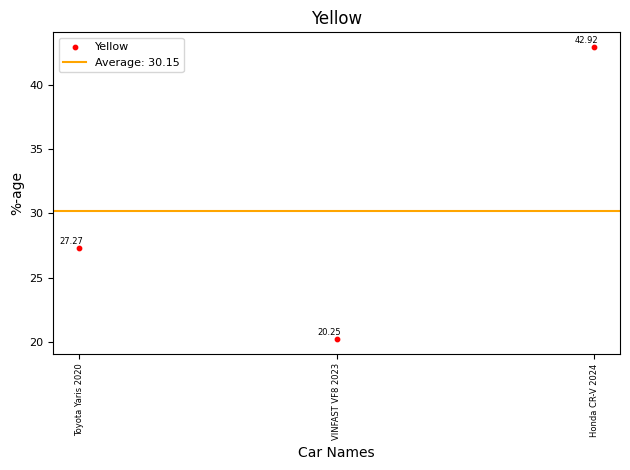 Yellow
Yellow
Average: 30.15
42.92
27.27
20.25
40
35
30
25
20
%-age
Toyota Yaris 2020
VINFAST VF8 2023
Honda CR-V 2024
Car Names